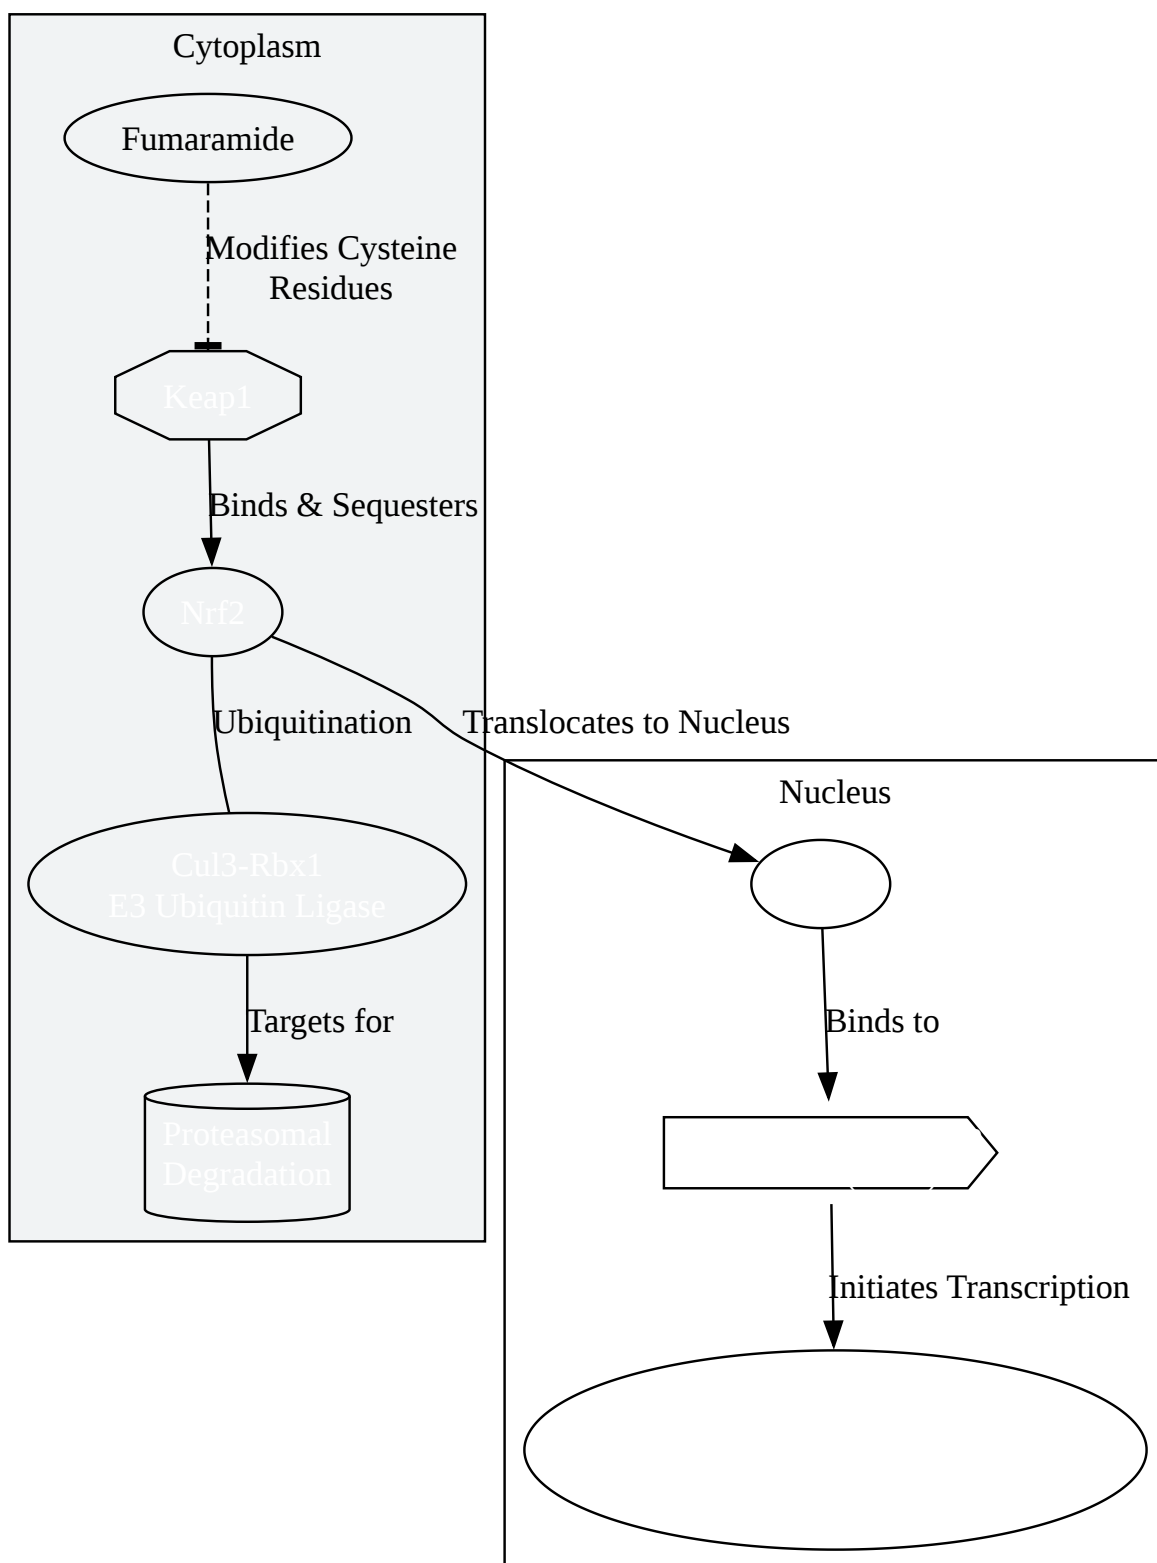 Cytoplasm
Fumaramide
Modifies Cysteine
Residues
Keap1
Binds & Sequesters
Nrf2
Ubiquitination
Translocates to Nucleus
Nucleus
Cul3-Rbx1
E3 Ubiquitin Ligase
Targets for
Binds to
Proteasomal
Degradation
Initiates Transcription